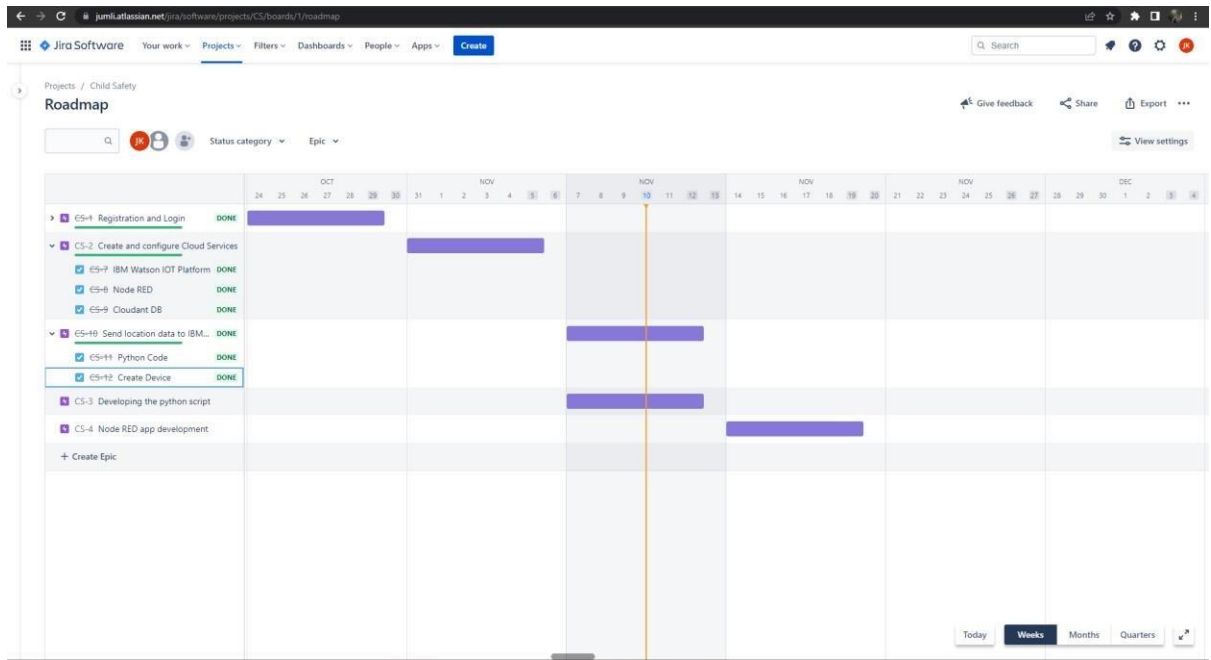 jumli.atlassian.net/jira/software/projects/CS/boards/1/roadmap
Jira Software Your work Projects Filters Dashboards People Apps Create Search JK
Projects / Child Safety
Roadmap
Give feedback Share Export
JK Status category Epic View settings
OCT NOV NOV NOV NOV DEC
24 25 26 27 28 29 30 31 1 2 3 4 5 6 7 8 9 10 11 12 13 14 15 16 17 18 19 20 21 22 23 24 25 26 27 28 29 30 1 2 3 4
CS-1 Registration and Login DONE
CS-2 Create and configure Cloud Services
CS-7 IBM Watson IOT Platform DONE
CS-8 Node RED DONE
CS-9 Cloudant DB DONE
CS-10 Send location data to IBM... DONE
CS-11 Python Code DONE
CS-12 Create Device DONE
CS-3 Developing the python script
CS-4 Node RED app development
+ Create Epic
Today Weeks Months Quarters